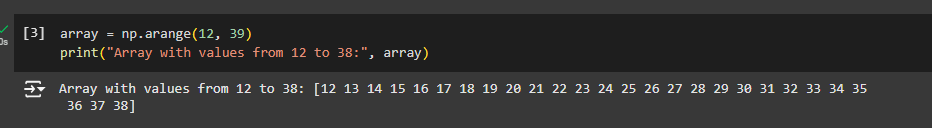 [3] array = np.arange(12, 39)
print("Array with values from 12 to 38:", array)
0s
Array with values from 12 to 38: [12 13 14 15 16 17 18 19 20 21 22 23 24 25 26 27 28 29 30 31 32 33 34 35
36 37 38]